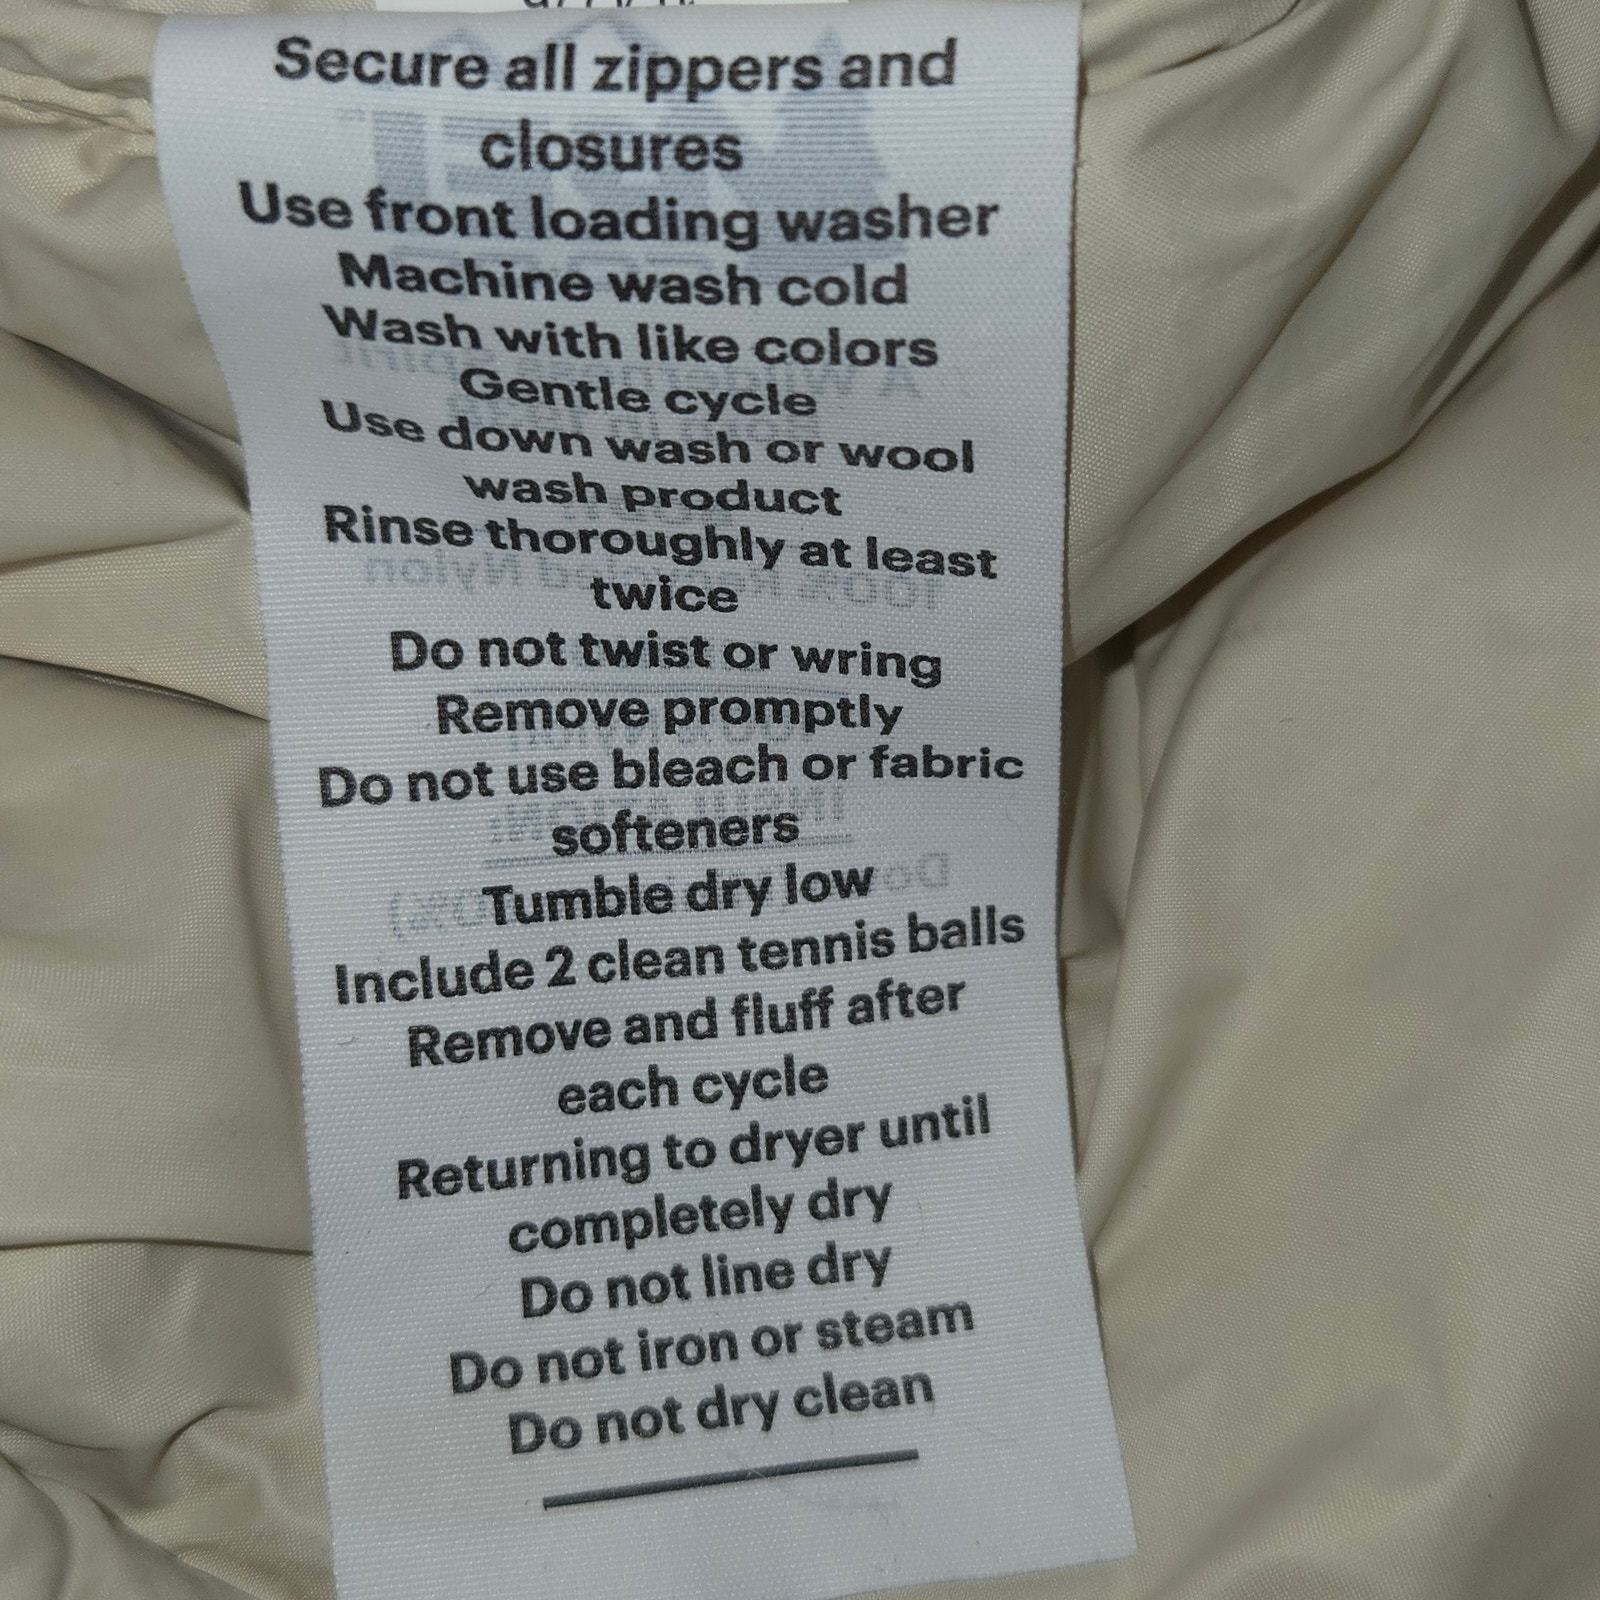 Secure all zippers and
closures
Use front loading washer
Machine wash cold
Wash with like colors
Gentle cycle
Use down wash or wool
wash product
Rinse thoroughly at least
twice
Do not twist or wring
Remove promptly
Do not use bleach or fabric
softeners
Tumble dry low
Include 2 clean tennis balls
Remove and fluff after
each cycle
Returning to dryer until
completely dry
Do not line dry
Do not iron or steam
Do not dry clean